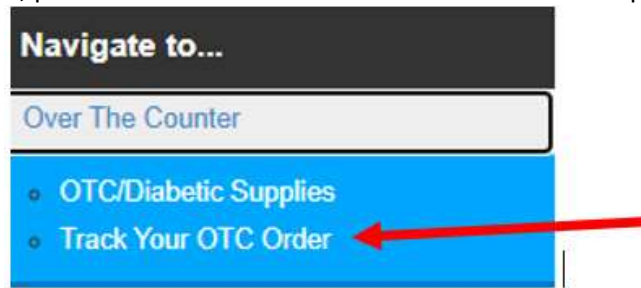 Navigate to...
Over The Counter
OTC/Diabetic Supplies
Track Your OTC Order